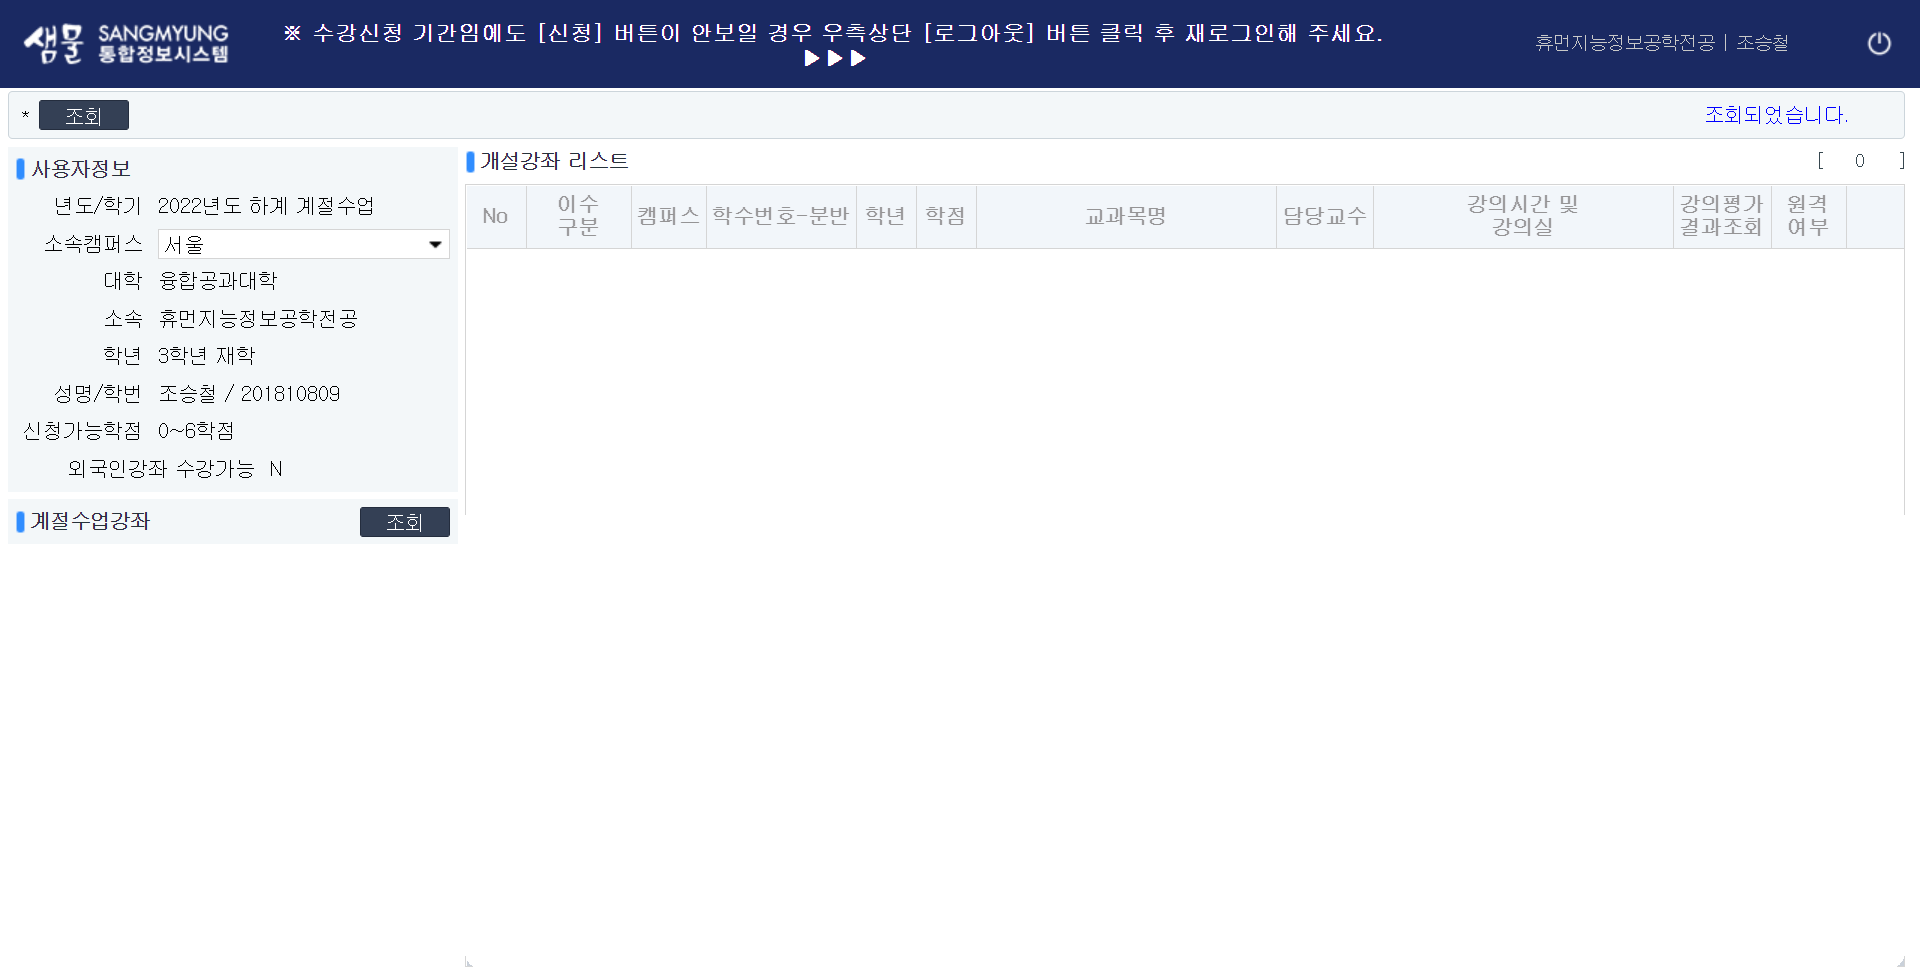 샘물 SANGMYUNG 통합정보시스템
※ 수강신청 기간임에도 [신청] 버튼이 안보일 경우 우측상단 [로그아웃] 버튼 클릭 후 재로그인해 주세요.
▶▶▶
휴먼지능정보공학전공 | 조승철
* 조회
조회되었습니다.
사용자정보
년도/학기 2022년도 하계 계절수업
소속캠퍼스 서울
대학 융합공과대학
소속 휴먼지능정보공학전공
학년 3학년 재학
성명/학번 조승철 / 201810809
신청가능학점 0~6학점
외국인강좌 수강가능 N
계절수업강좌 조회
개설강좌 리스트 [ 0 ]
No
이수
구분
캠퍼스
학수번호-분반
학년
학점
교과목명
담당교수
강의시간 및
강의실
강의평가
결과조회
원격
여부